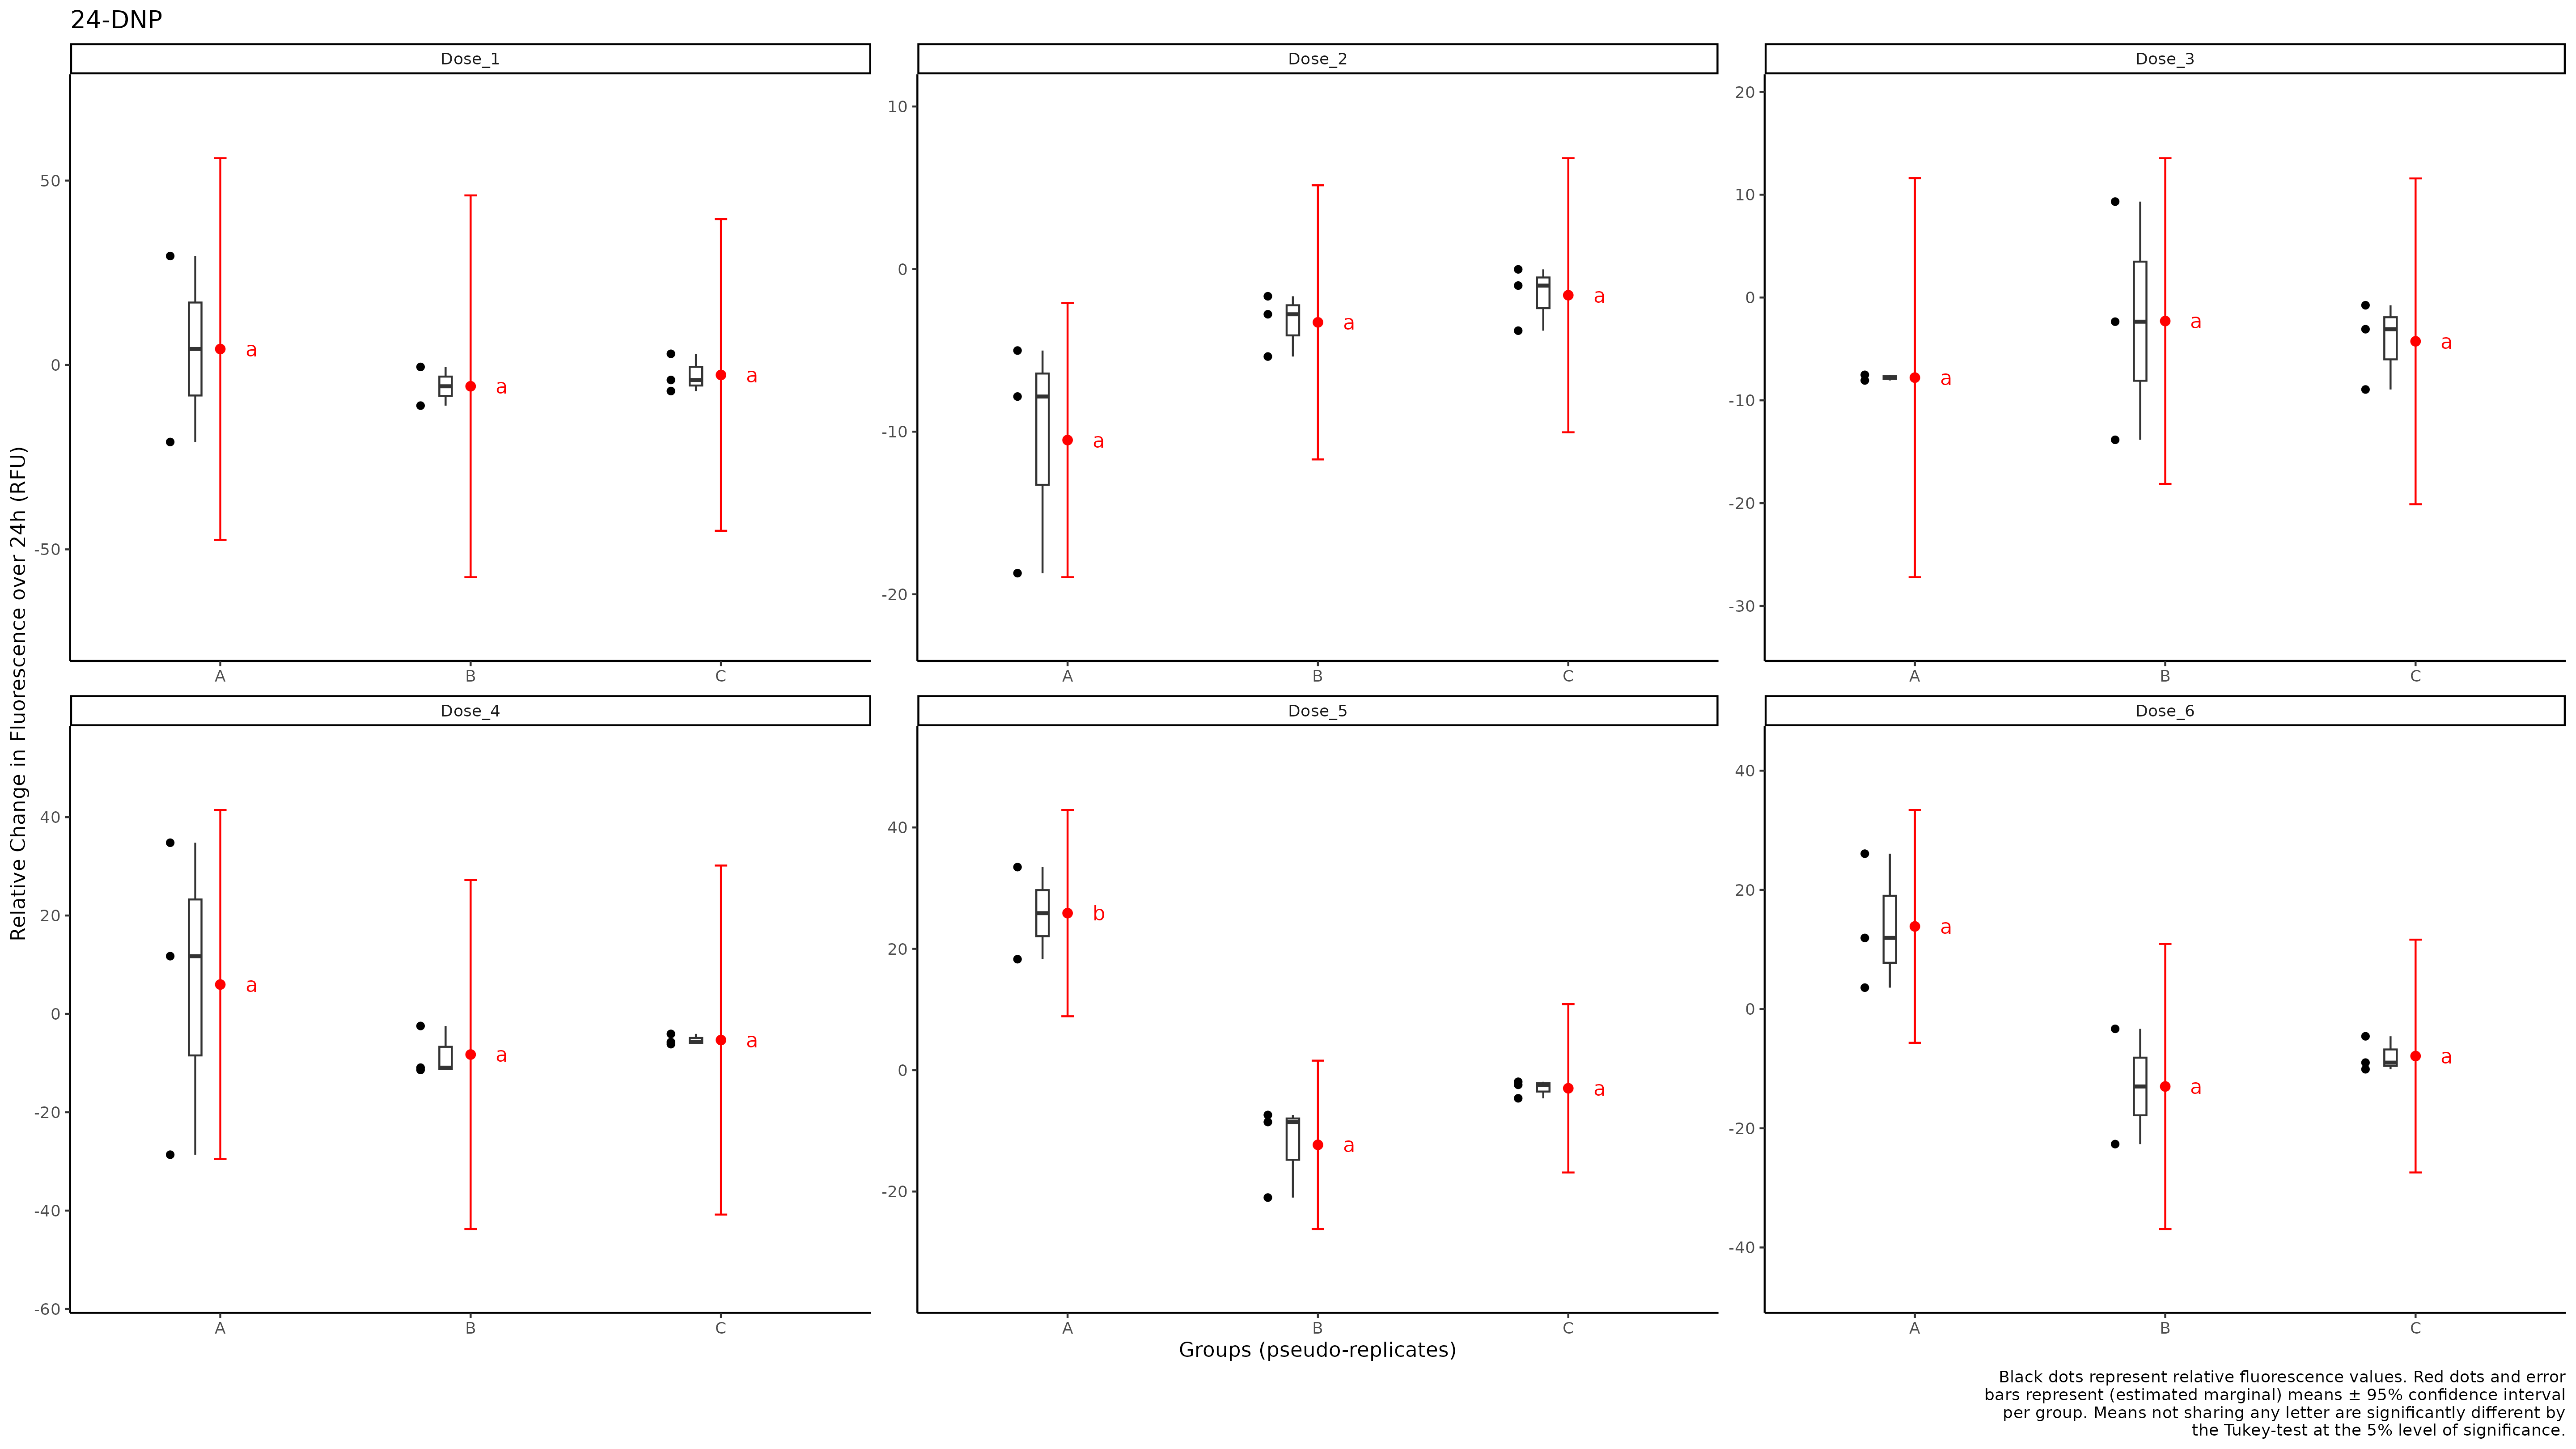 24-DNP
Relative Change in Fluorescence over 24h (RFU)
Dose_1
50
0
-50
a
a
a
A
B
C
Dose_2
10
0
-10
-20
a
a
a
A
B
C
Dose_3
20
10
0
-10
-20
-30
a
a
a
A
B
C
Dose_4
40
20
0
-20
-40
-60
a
a
a
A
B
C
Dose_5
40
20
0
-20
b
a
a
A
B
C
Dose_6
40
20
0
-20
-40
a
a
a
A
B
C
Groups (pseudo-replicates)
Black dots represent relative fluorescence values. Red dots and error
bars represent (estimated marginal) means ± 95% confidence interval
per group. Means not sharing any letter are significantly different by
the Tukey-test at the 5% level of significance.